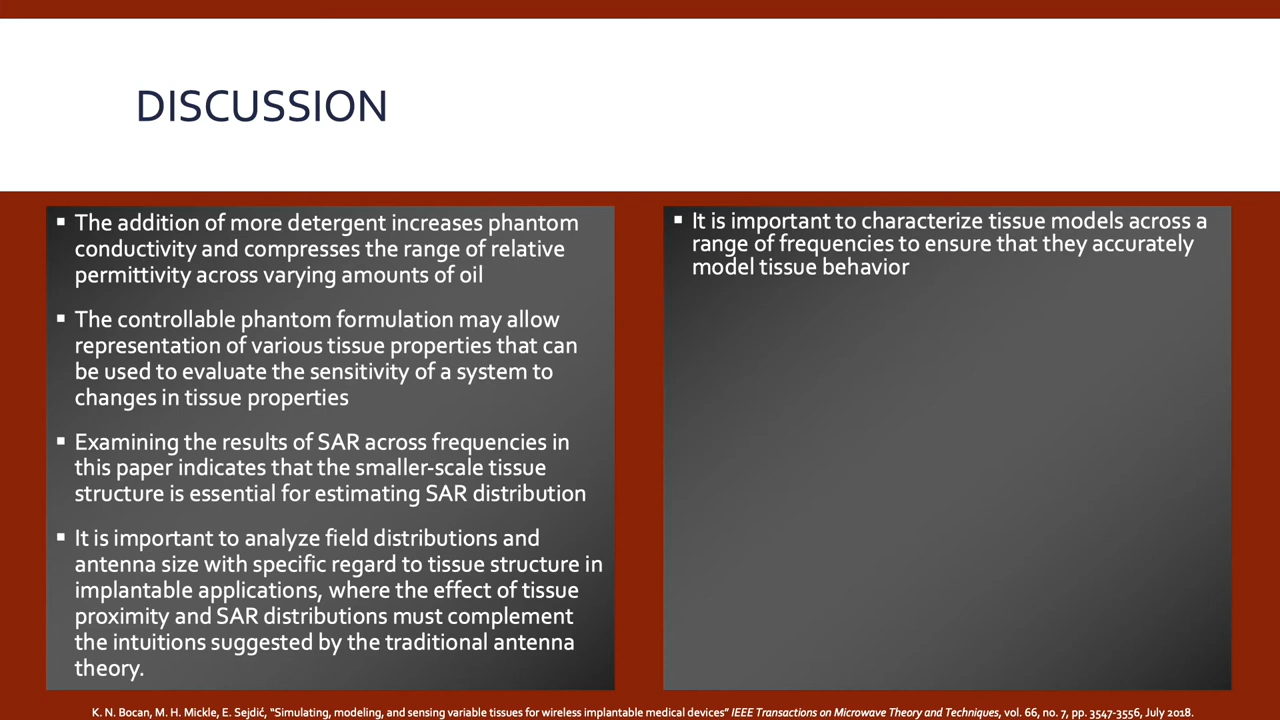 DISCUSSION
▪ The addition of more detergent increases phantom
conductivity and compresses the range of relative
permittivity across varying amounts of oil
▪ The controllable phantom formulation may allow
representation of various tissue properties that can
be used to evaluate the sensitivity of a system to
changes in tissue properties
▪ Examining the results of SAR across frequencies in
this paper indicates that the smaller-scale tissue
structure is essential for estimating SAR distribution
▪ It is important to analyze field distributions and
antenna size with specific regard to tissue structure in
implantable applications, where the effect of tissue
proximity and SAR distributions must complement
the intuitions suggested by the traditional antenna
theory.
▪ It is important to characterize tissue models across a
range of frequencies to ensure that they accurately
model tissue behavior
K. N. Bocan, M. H. Mickle, E. Sejdić, “Simulating, modeling, and sensing variable tissues for wireless implantable medical devices” IEEE Transactions on Microwave Theory and Techniques, vol. 66, no. 7, pp. 3547-3556, July 2018.